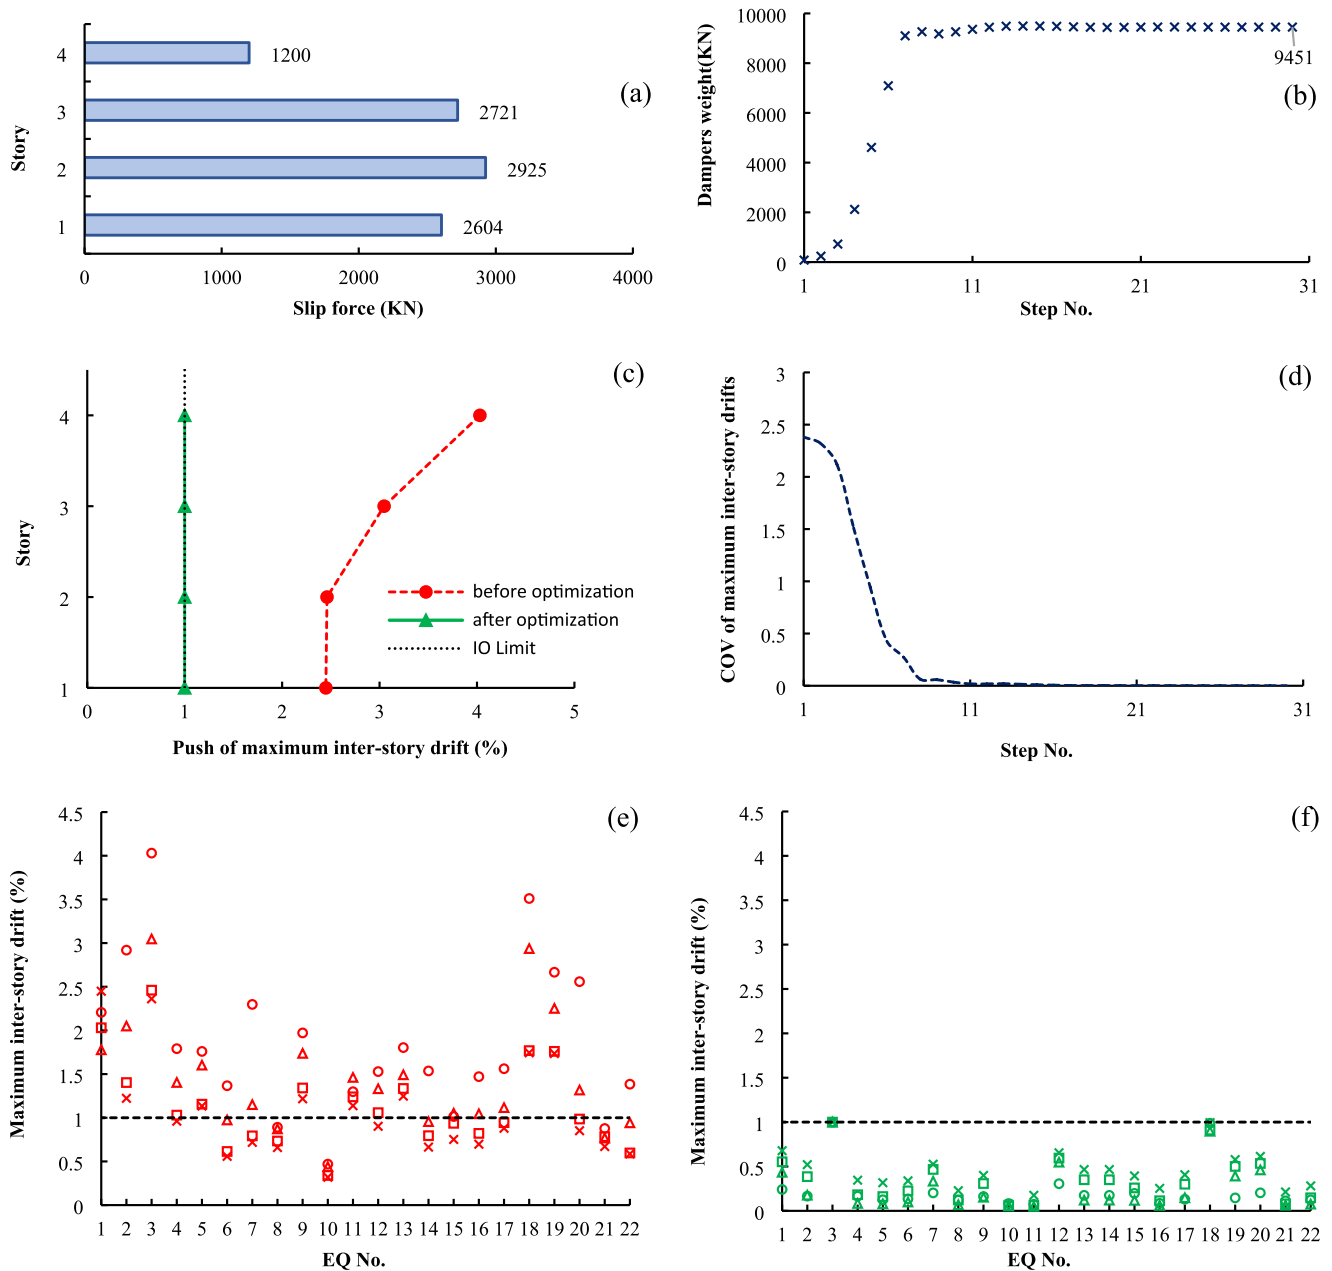 (a)
Story
4
3
2
1
1200
2721
2925
2604
0
1000
2000
3000
4000
Slip force (KN)
(b)
Dampers weight(KN)
10000
8000
6000
4000
2000
0
9451
1
11
21
31
Step No.
(c)
Story
4
3
2
1
before optimization
after optimization
IO Limit
0
1
2
3
4
5
Push of maximum inter-story drift (%)
(d)
COV of maximum inter-story drifts
3
2.5
2
1.5
1
0.5
0
1
11
21
31
Step No.
(e)
Maximum inter-story drift (%)
4.5
4
3.5
3
2.5
2
1.5
1
0.5
0
1 2 3 4 5 6 7 8 9 10 11 12 13 14 15 16 17 18 19 20 21 22
EQ No.
(f)
Maximum inter-story drift (%)
4.5
4
3.5
3
2.5
2
1.5
1
0.5
0
1 2 3 4 5 6 7 8 9 10 11 12 13 14 15 16 17 18 19 20 21 22
EQ No.